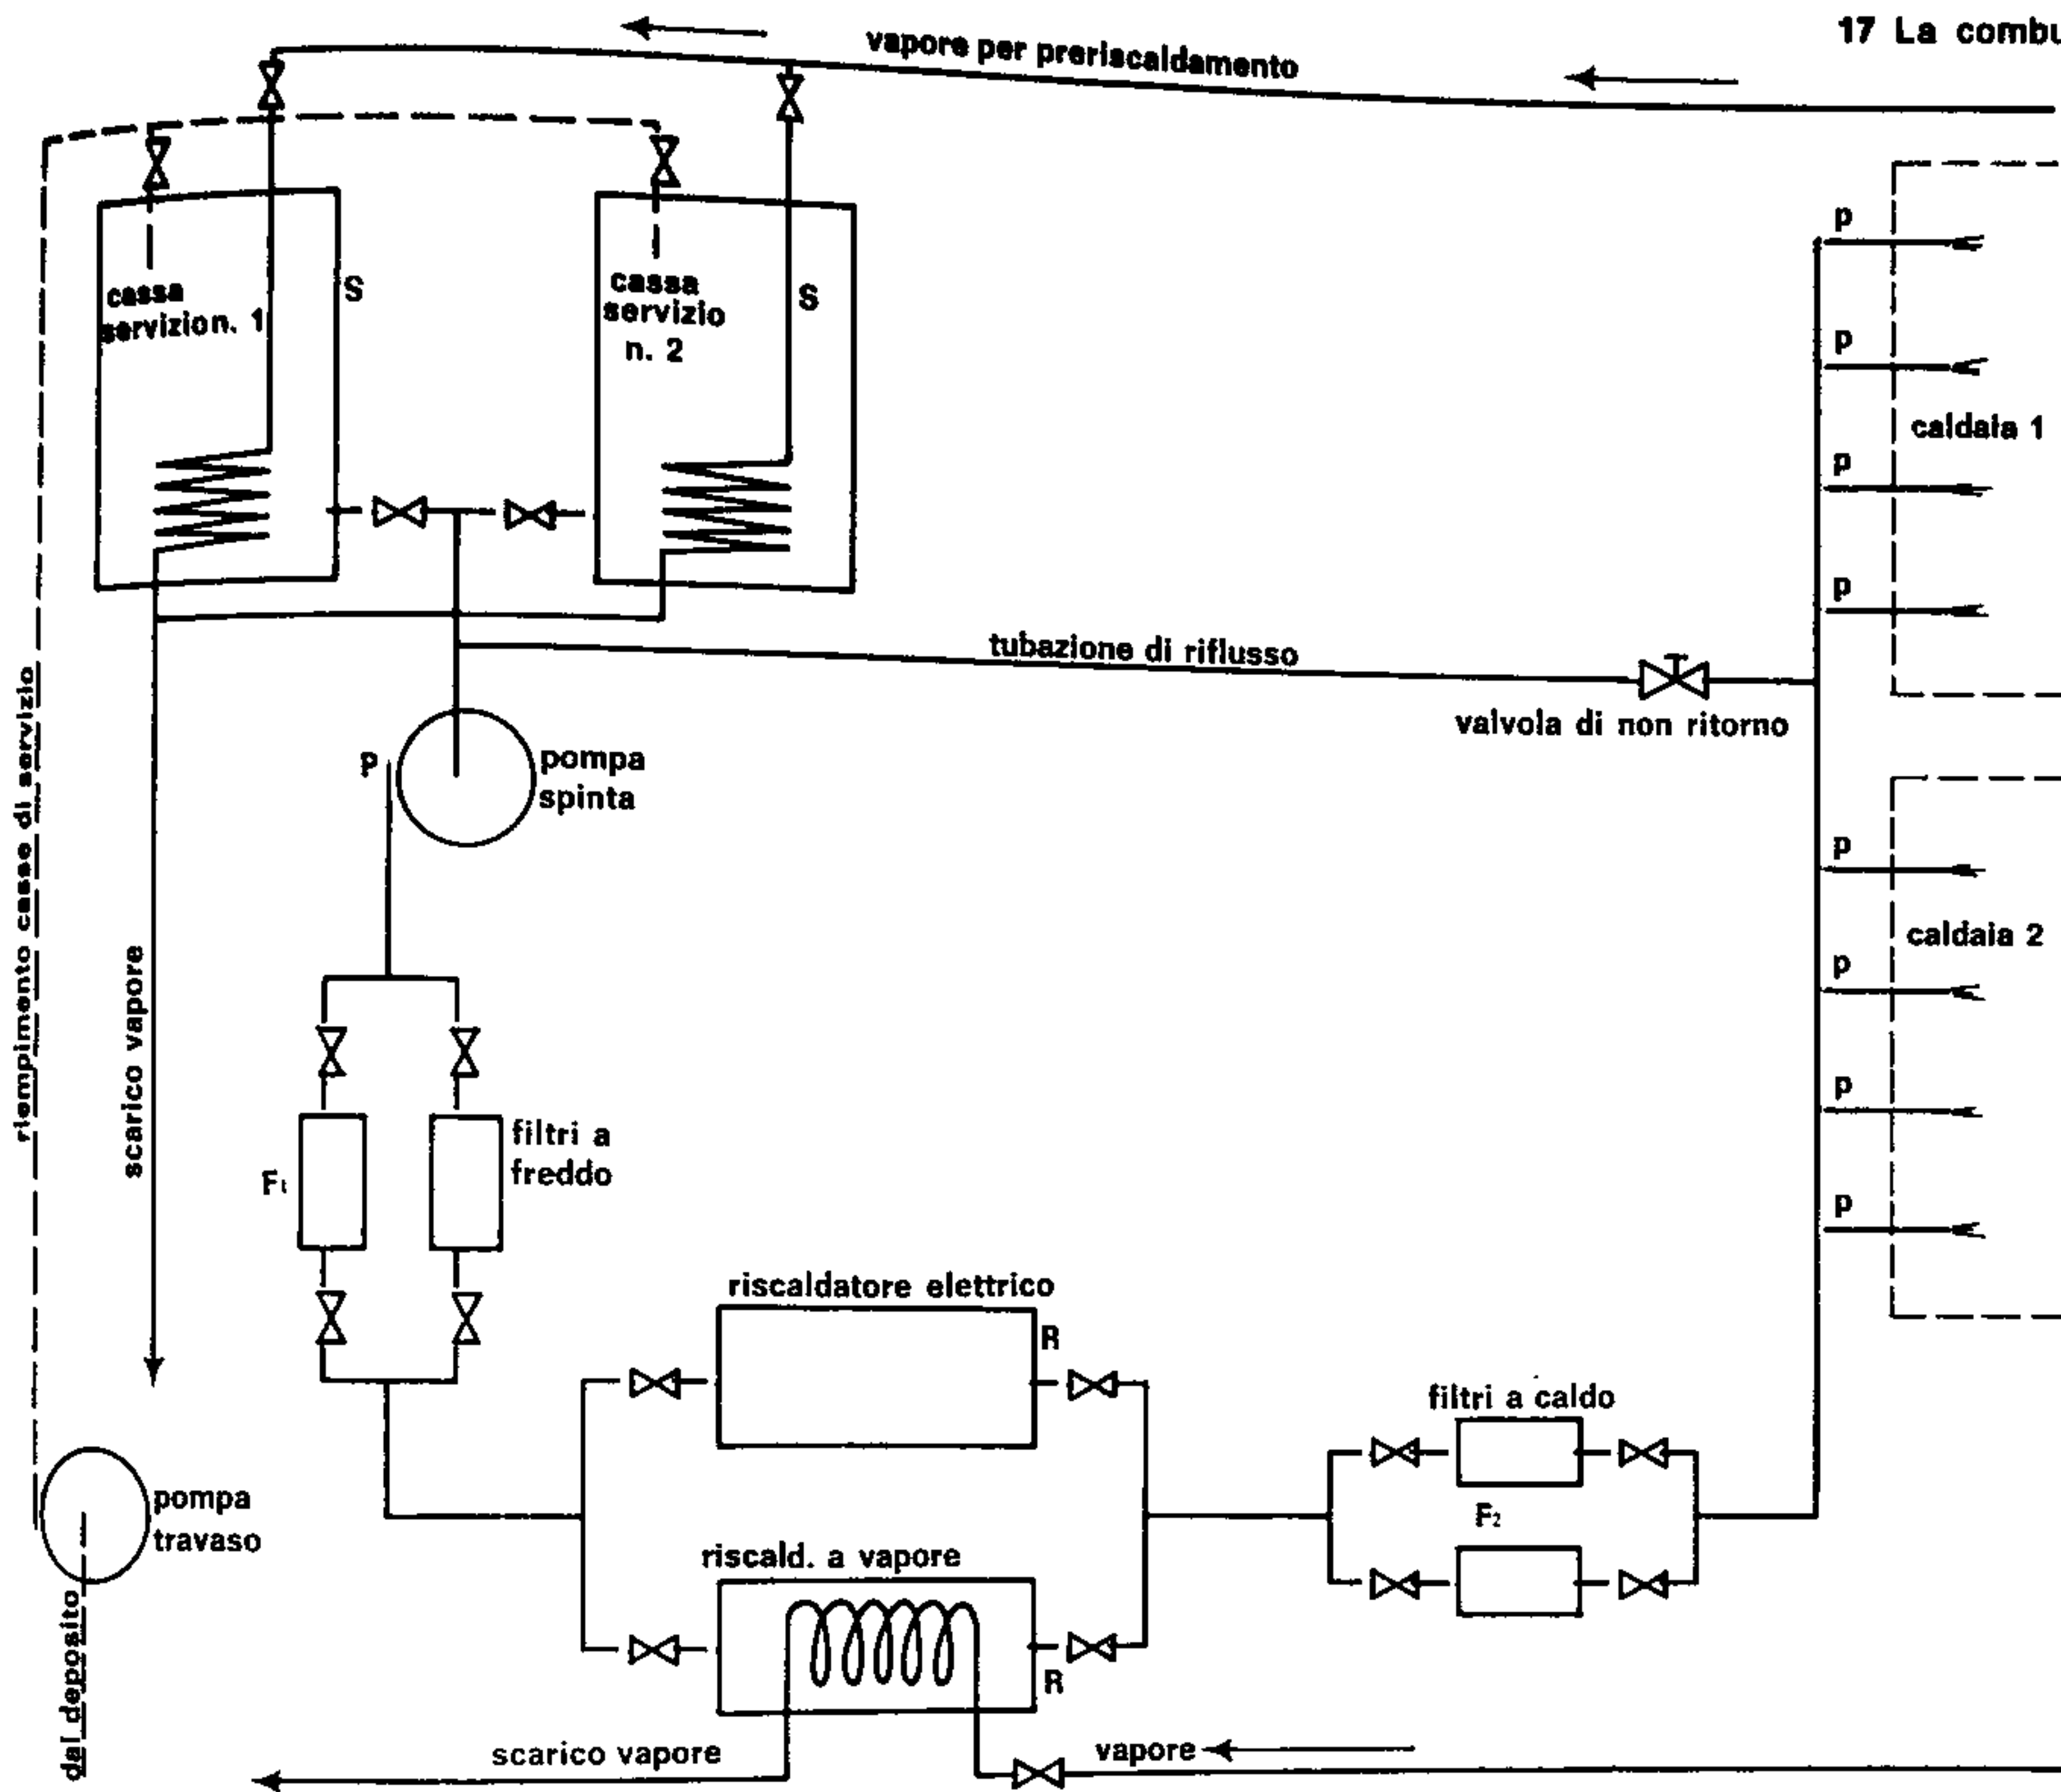 17 La combu
vapore per preriscaldamento
cassa
servizion. 1
S
cassa
servizio
n. 2
S
p
p
caldaia 1
p
p
tubazione di riflusso
valvola di non ritorno
riempimento casse di servizio
p
pompa
spinta
p
caldaia 2
p
p
p
scarico vapore
F1
filtri a
freddo
riscaldatore elettrico
R
filtri a caldo
F2
pompa
travaso
riscald. a vapore
R
dal deposito
scarico vapore
vapore